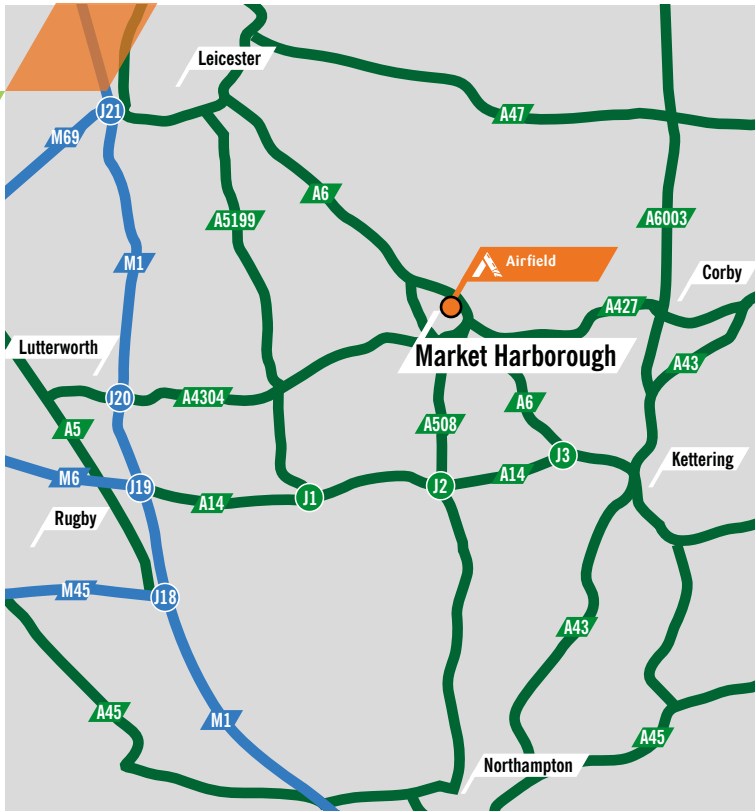 Leicester
J21
M69
A47
A6
A5199
A6003
M1
Airfield
Corby
A427
Lutterworth
Market Harborough
A43
J20
A4304
A6
A5
A508
J3
Kettering
M6
J19
A14
J1
J2
A14
Rugby
M45
J18
A43
A45
M1
A45
Northampton